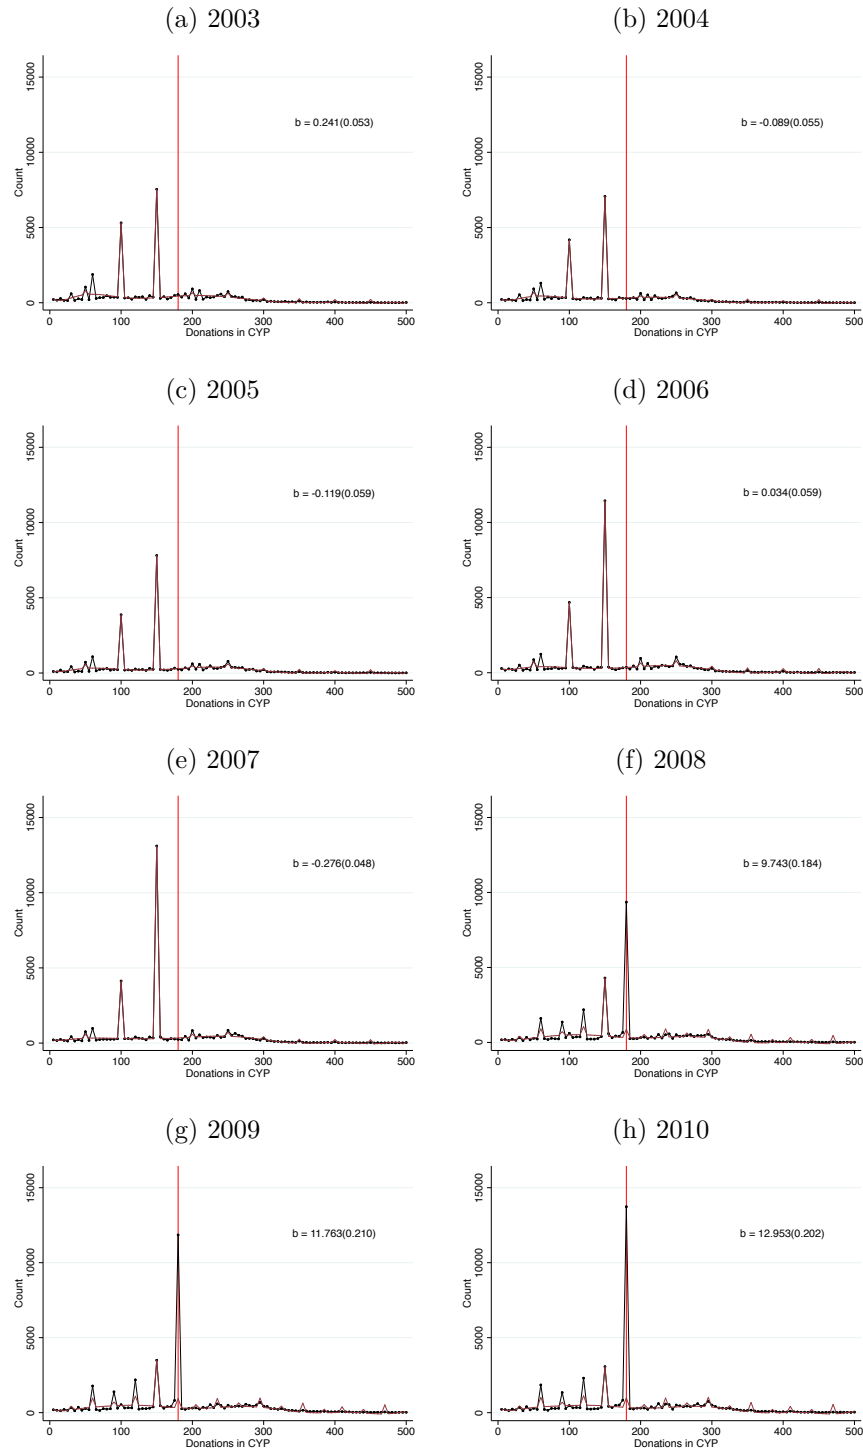 (a) 2003
15000
10000
5000
0
Count
b = 0.241(0.053)
0 100 200 300 400 500
Donations in CYP
(b) 2004
15000
10000
5000
0
Count
b = -0.089(0.055)
0 100 200 300 400 500
Donations in CYP
(c) 2005
15000
10000
5000
0
Count
b = -0.119(0.059)
0 100 200 300 400 500
Donations in CYP
(d) 2006
15000
10000
5000
0
Count
b = 0.034(0.059)
0 100 200 300 400 500
Donations in CYP
(e) 2007
15000
10000
5000
0
Count
b = -0.276(0.048)
0 100 200 300 400 500
Donations in CYP
(f) 2008
15000
10000
5000
0
Count
b = 9.743(0.184)
0 100 200 300 400 500
Donations in CYP
(g) 2009
15000
10000
5000
0
Count
b = 11.763(0.210)
0 100 200 300 400 500
Donations in CYP
(h) 2010
15000
10000
5000
0
Count
b = 12.953(0.202)
0 100 200 300 400 500
Donations in CYP